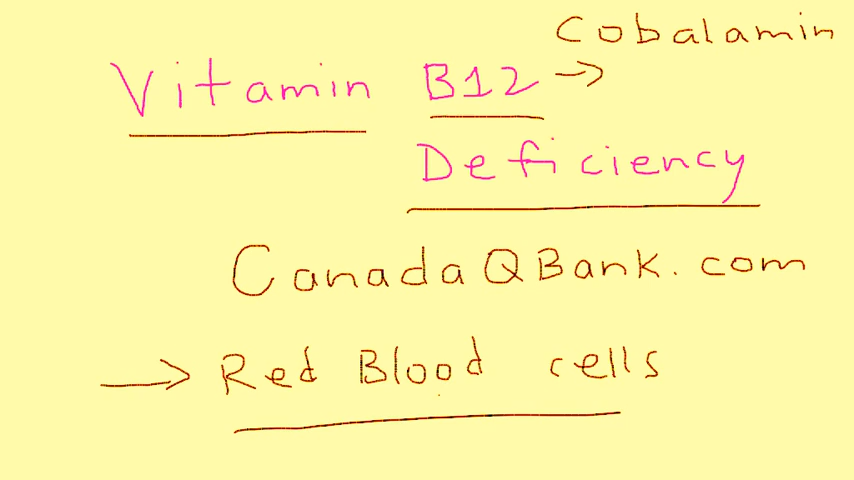 Cobalamin
Vitamin B12 →
Deficiency
CanadaQBank.com
→ Red Blood cells